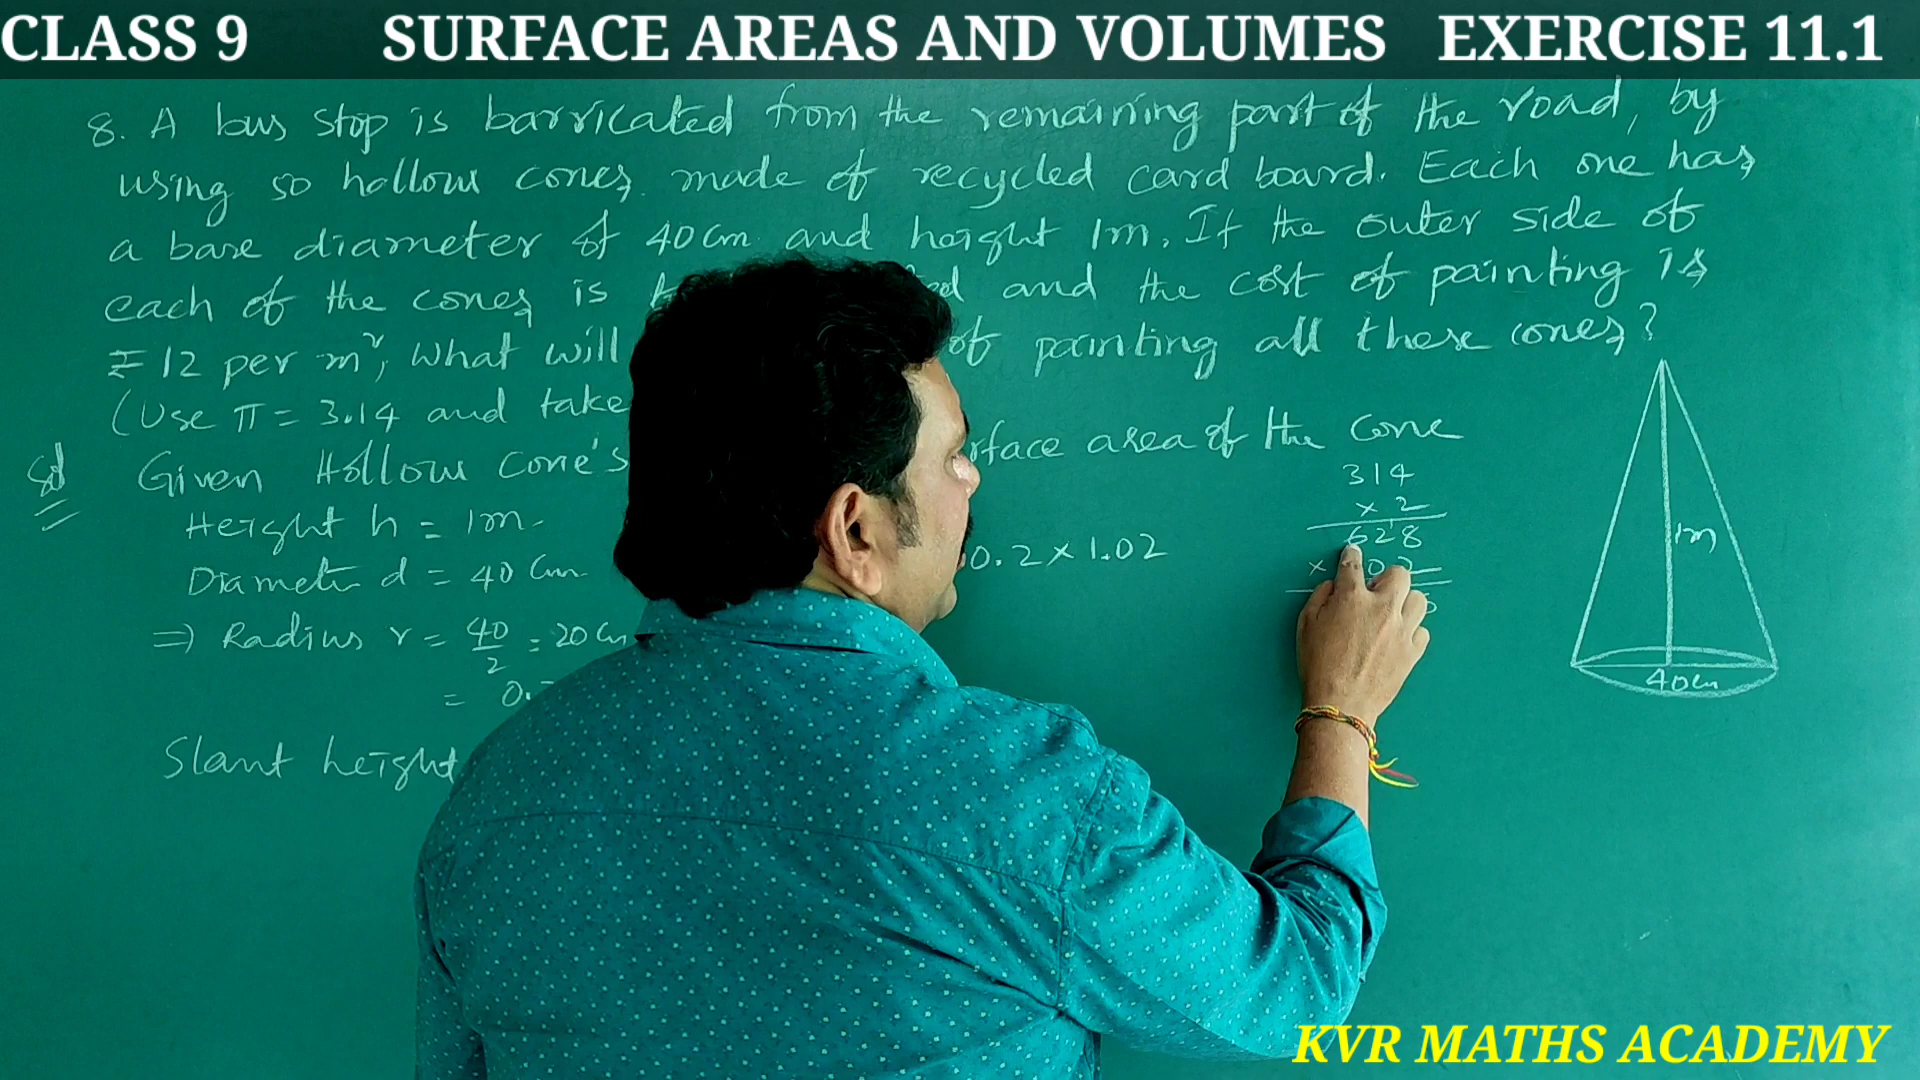 CLASS 9 SURFACE AREAS AND VOLUMES EXERCISE 11.1
8. A bus stop is barricated from the remaining part of the road, by
using 50 hollow cones made of recycled card board. Each one has
a base diameter of 40 cm and height 1m. If the outer side of
each of the cones is and the cost of painting is
₹12 per m², what will of painting all these cones?
(Use π = 3.14 and take
Sol Given Hollow cone's area of the cone
Height h = 1m.
Diameter d = 40 cm
⇒ Radius r = 40/2 = 20 cm
= 0.
Slant height
0.2 × 1.02
314
× 2
628
×
1m
40cm
KVR MATHS ACADEMY